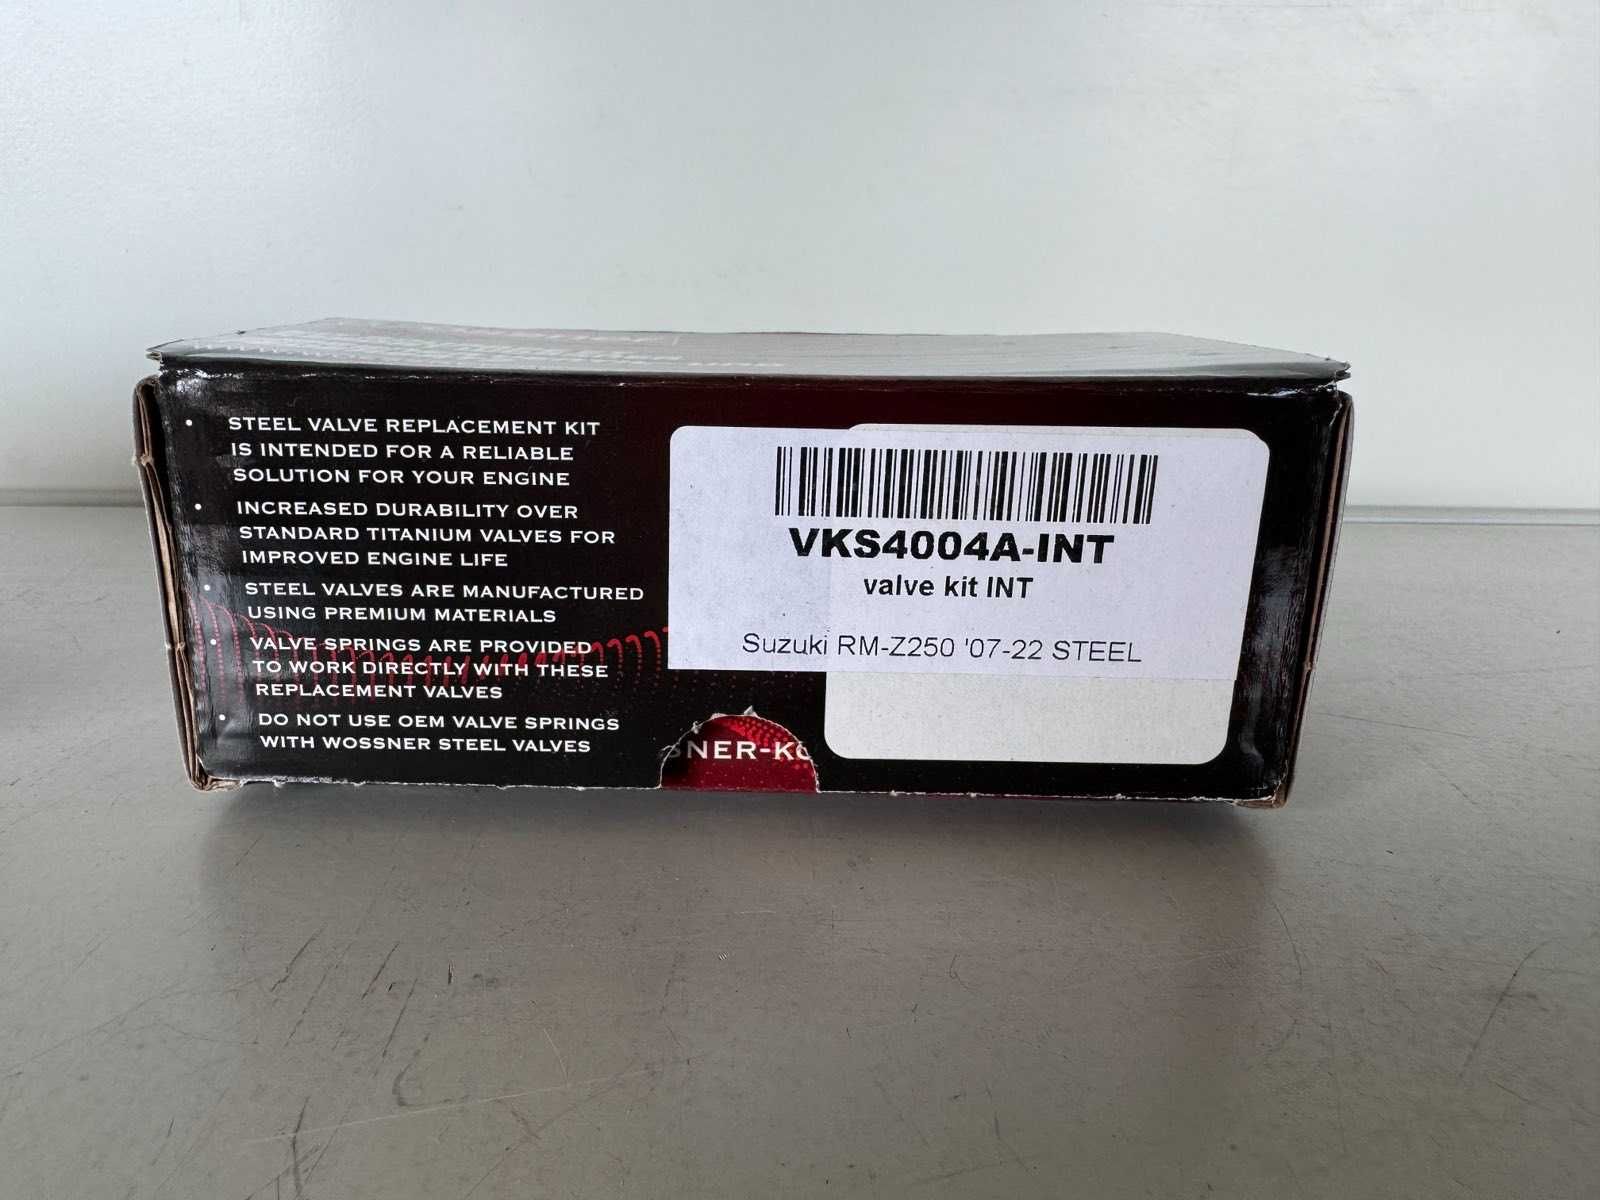 • STEEL VALVE REPLACEMENT KIT
IS INTENDED FOR A RELIABLE
SOLUTION FOR YOUR ENGINE
• INCREASED DURABILITY OVER
STANDARD TITANIUM VALVES FOR
IMPROVED ENGINE LIFE
• STEEL VALVES ARE MANUFACTURED
USING PREMIUM MATERIALS
• VALVE SPRINGS ARE PROVIDED
TO WORK DIRECTLY WITH THESE
REPLACEMENT VALVES
• DO NOT USE OEM VALVE SPRINGS
WITH WOSSNER STEEL VALVES
SNER-KO
VKS4004A-INT
valve kit INT
Suzuki RM-Z250 '07-22 STEEL